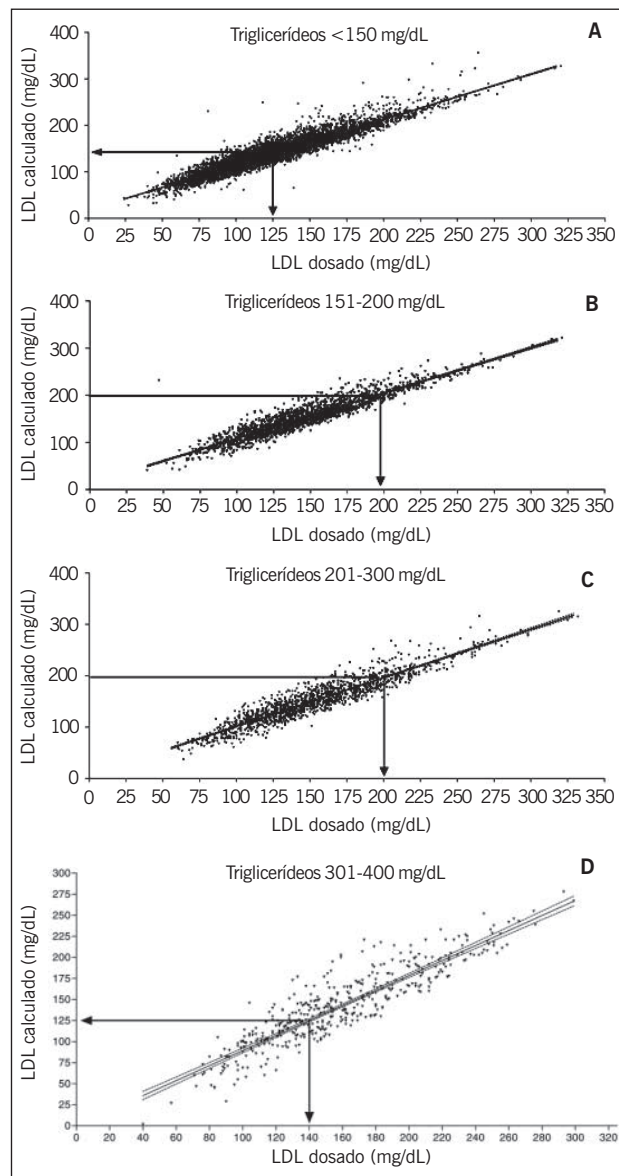 Triglicerídeos <150 mg/dL
A
LDL calculado (mg/dL)
400
300
200
100
0
0 25 50 75 100 125 150 175 200 225 250 275 300 325 350
LDL dosado (mg/dL)
Triglicerídeos 151-200 mg/dL
B
LDL calculado (mg/dL)
400
300
200
100
0
0 25 50 75 100 125 150 175 200 225 250 275 300 325 350
LDL dosado (mg/dL)
Triglicerídeos 201-300 mg/dL
C
LDL calculado (mg/dL)
400
300
200
100
0
0 25 50 75 100 125 150 175 200 225 250 275 300 325 350
LDL dosado (mg/dL)
Triglicerídeos 301-400 mg/dL
D
LDL calculado (mg/dL)
300
275
250
225
200
175
150
125
100
75
50
25
0
0 20 40 60 80 100 120 140 160 180 200 220 240 260 280 300 320
LDL dosado (mg/dL)